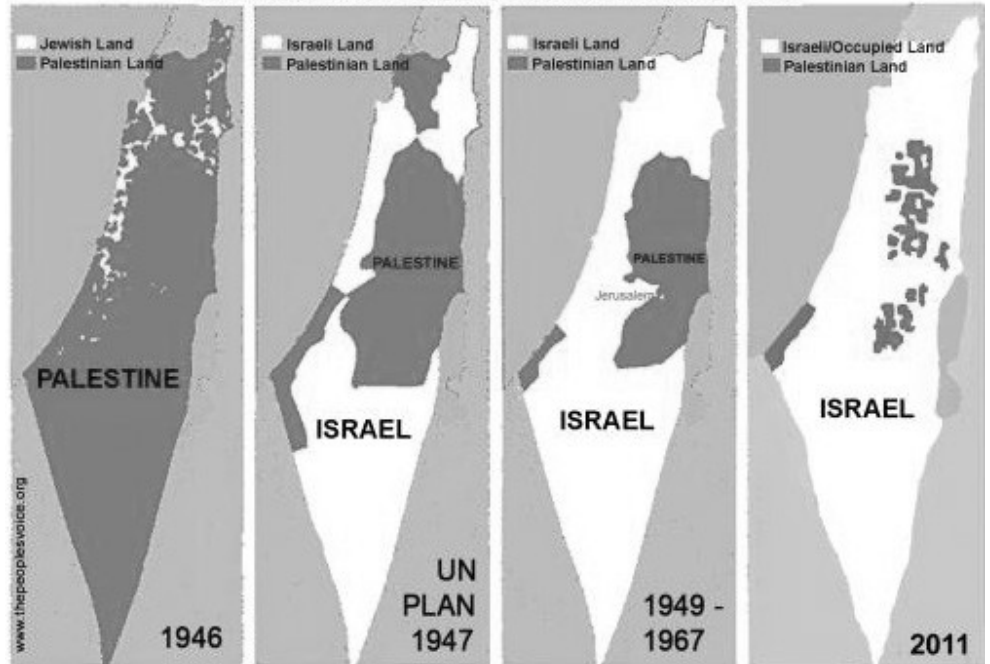 Jewish Land
Palestinian Land
PALESTINE
www.thepeoplesvoice.org
1946
Israeli Land
Palestinian Land
PALESTINE
ISRAEL
UN
PLAN
1947
Israeli Land
Palestinian Land
PALESTINE
Jerusalem
ISRAEL
1949 -
1967
Israeli/Occupied Land
Palestinian Land
ISRAEL
2011